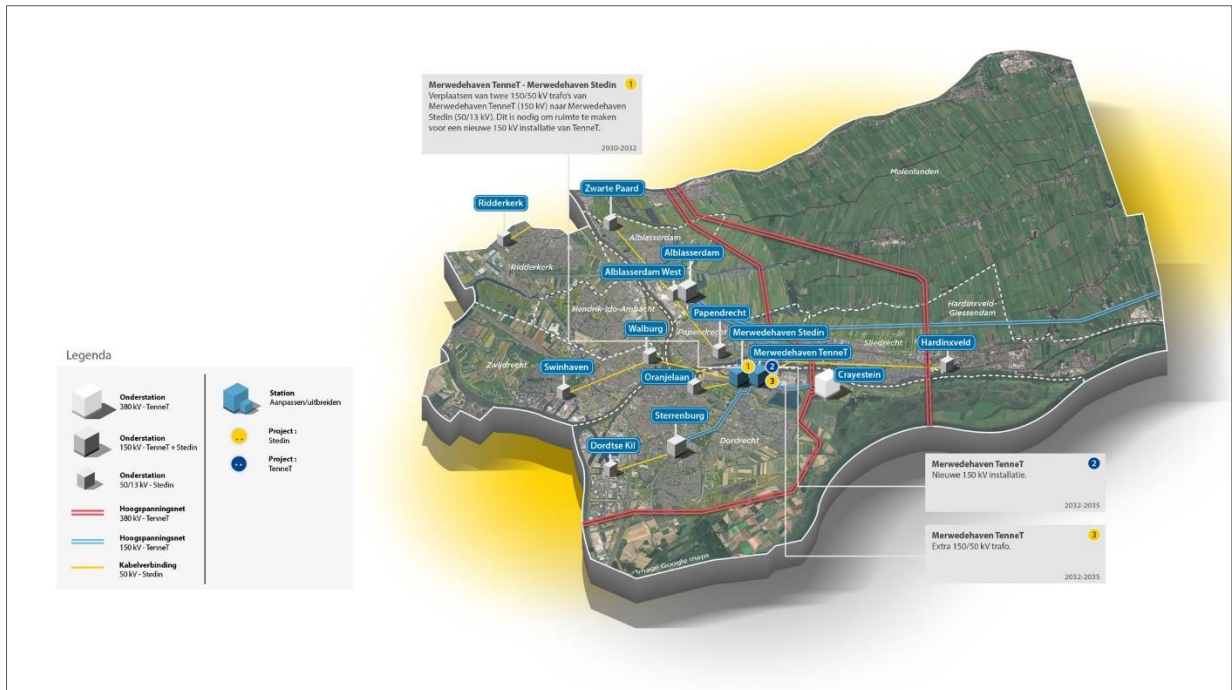 Merwedehaven TenneT - Merwedehaven Stedin 1
Verplaatsen van twee 150/50 kV trafo's van
Merwedehaven TenneT (150 kV) naar Merwedehaven
Stedin (50/13 kV). Dit is nodig om ruimte te maken
voor een nieuwe 150 kV installatie van TenneT.
2030-2032
Zwarte Paard
Molenlanden
Ridderkerk
Alblasserdam
Ridderkerk
Alblasserdam
Alblasserdam West
Hendrik-Ido-Ambacht
Hardinxveld-
Giessendam
Papendrecht
Walburg
Papendrecht
Merwedehaven Stedin
Sliedrecht
Hardinxveld
Zwijdrecht
Merwedehaven TenneT
Swinhaven
Oranjelaan
1
2
3
Crayestein
Sterrenburg
Dordrecht
Dordtse Kil
Image Google maps
Merwedehaven TenneT 2
Nieuwe 150 kV installatie.
2032-2035
Merwedehaven TenneT 3
Extra 150/50 kV trafo.
2032-2035
Legenda
Onderstation
380 kV - TenneT
Onderstation
150 kV - TenneT + Stedin
Onderstation
50/13 kV - Stedin
Hoogspanningsnet
380 kV - TenneT
Hoogspanningsnet
150 kV - TenneT
Kabelverbinding
50 kV - Stedin
Station
Aanpassen/uitbreiden
Project :
Stedin
Project :
TenneT